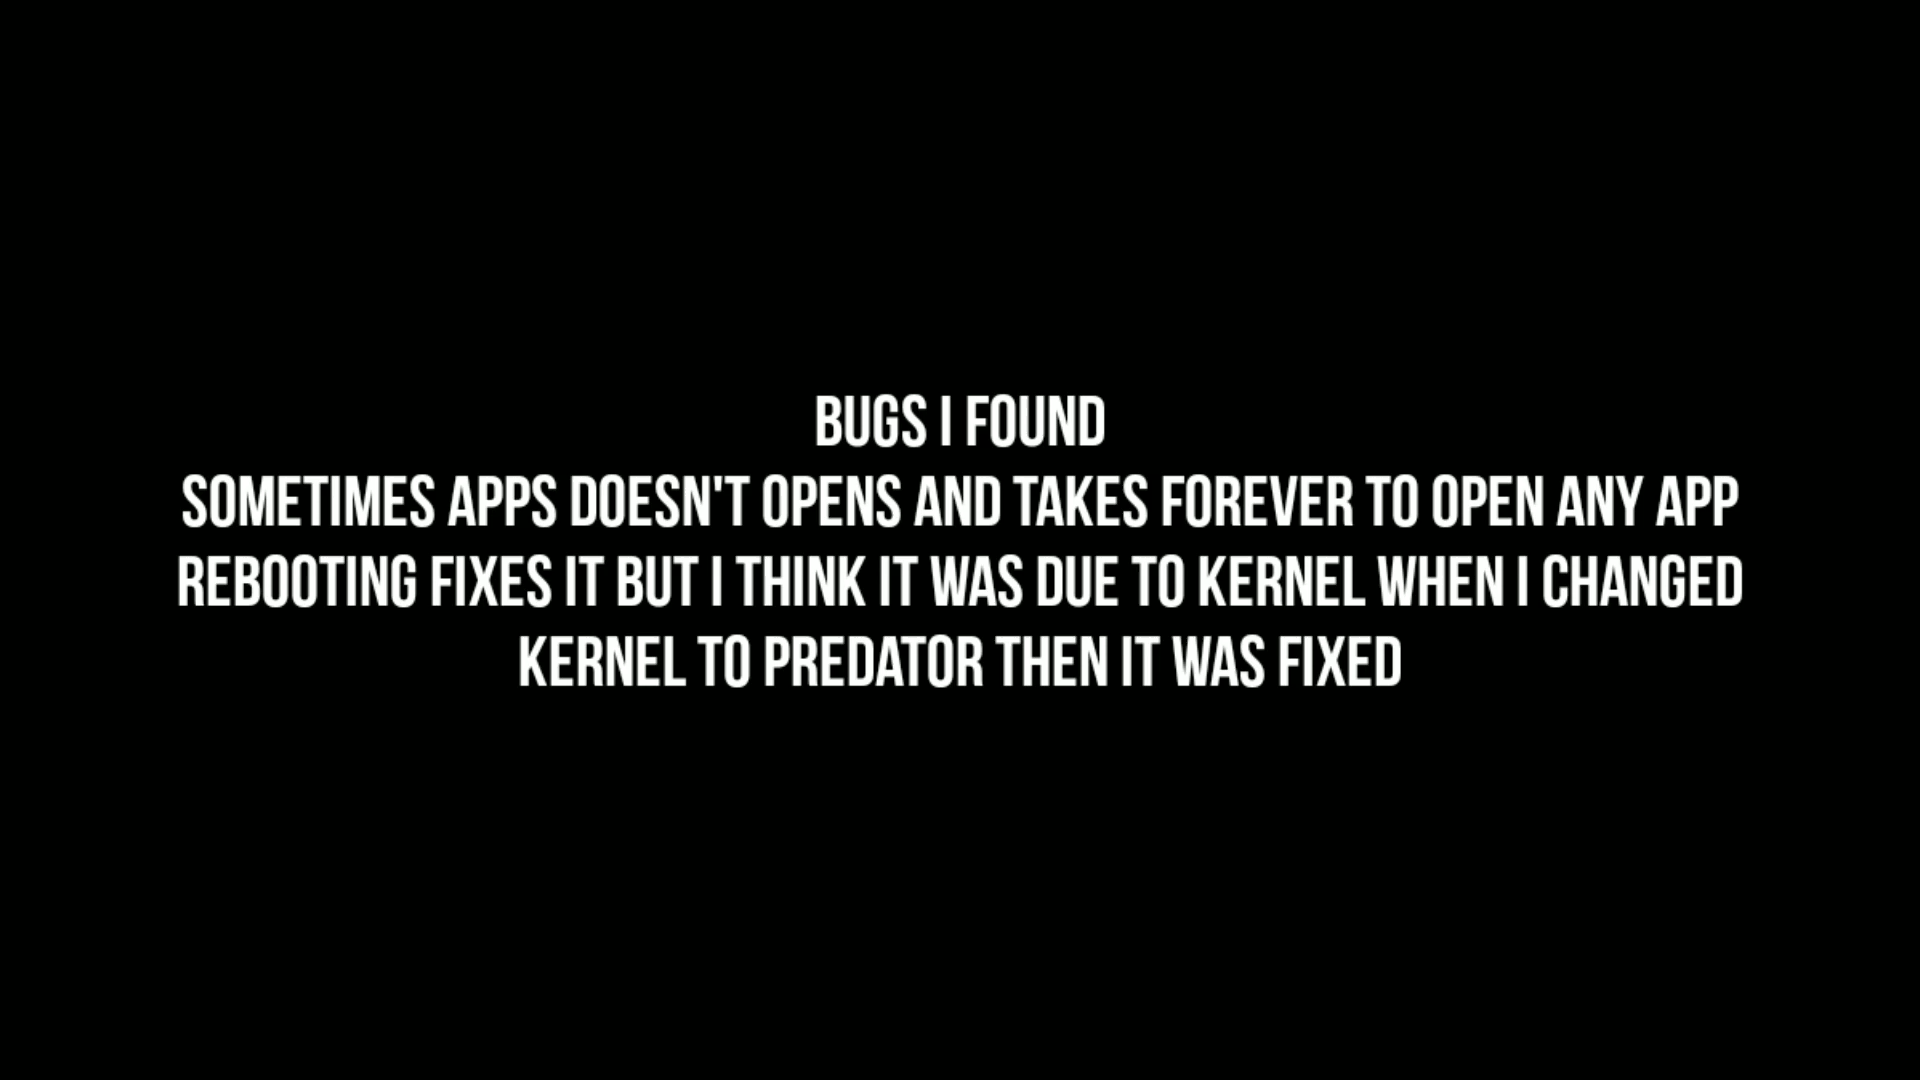 BUGS I FOUND
SOMETIMES APPS DOESN'T OPENS AND TAKES FOREVER TO OPEN ANY APP
REBOOTING FIXES IT BUT I THINK IT WAS DUE TO KERNEL WHEN I CHANGED
KERNEL TO PREDATOR THEN IT WAS FIXED